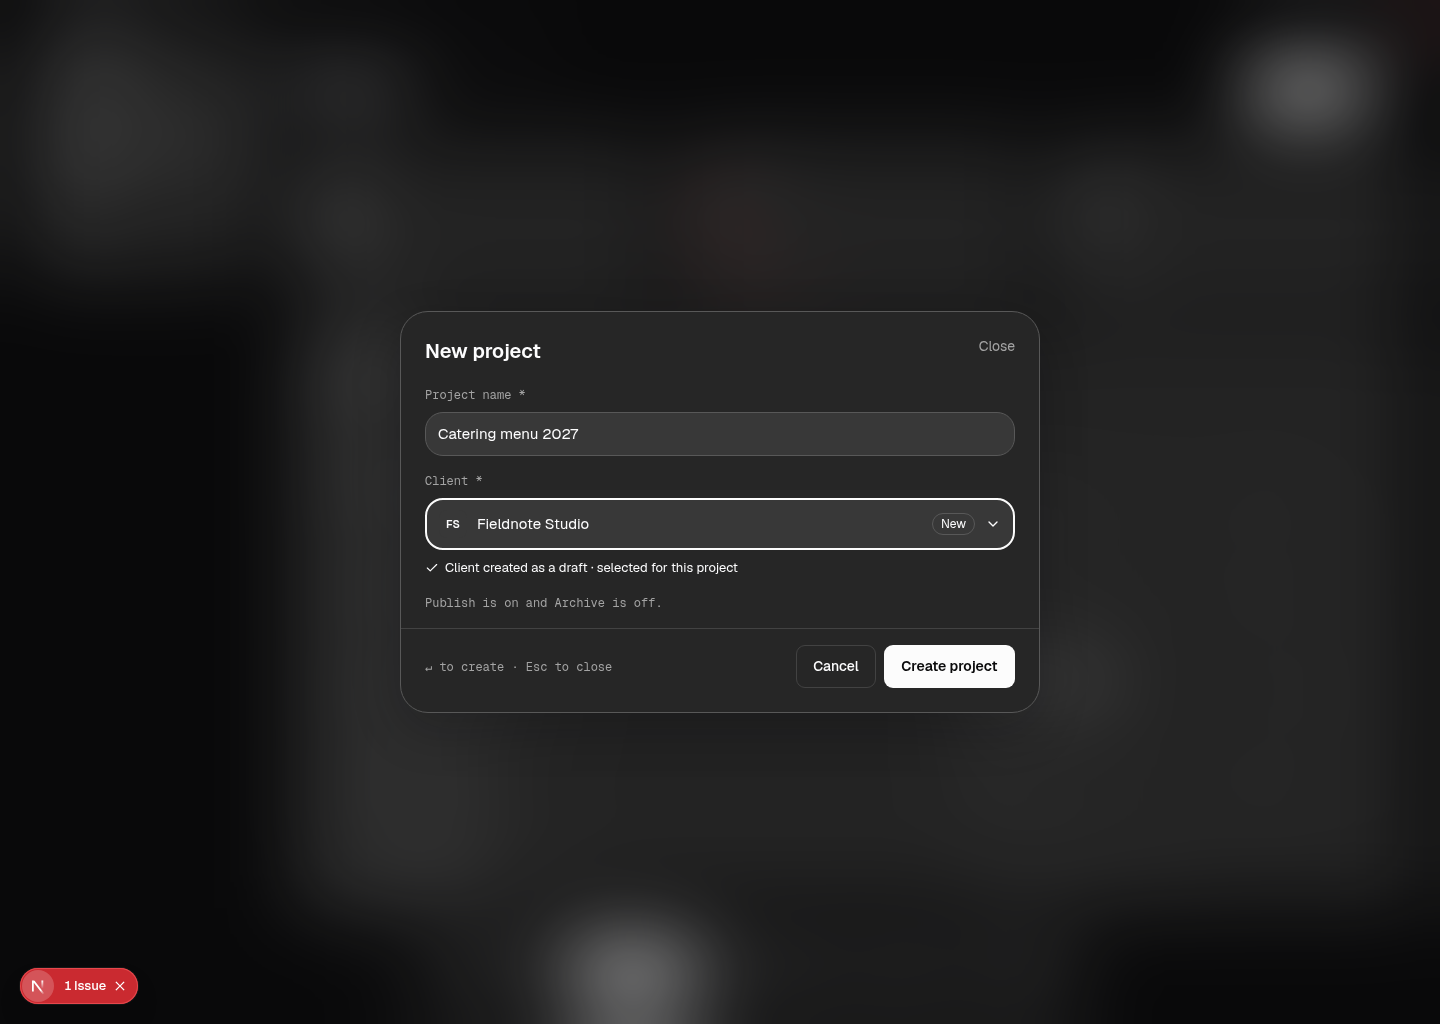 New project
Close
Project name *
Catering menu 2027
Client *
FS Fieldnote Studio New
Client created as a draft · selected for this project
Publish is on and Archive is off.
↵ to create · Esc to close
Cancel
Create project
N 1 Issue